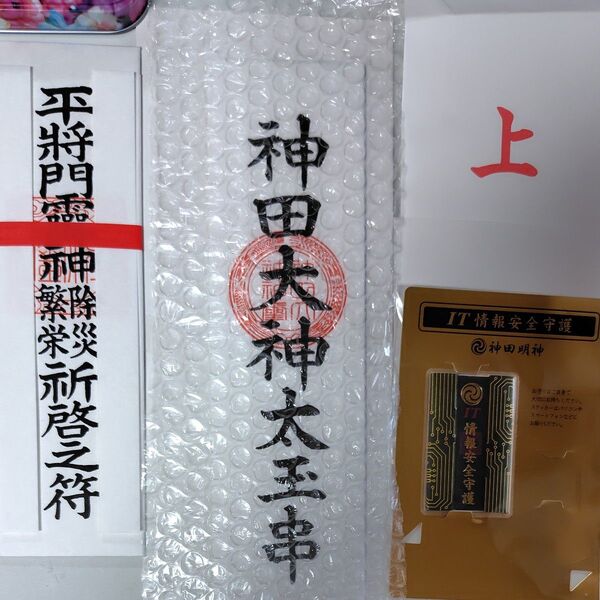 平將門靈神除災繁栄祈啓之符
神田大神太玉串
上
IT情報安全守護
神田明神
IT情報安全守護